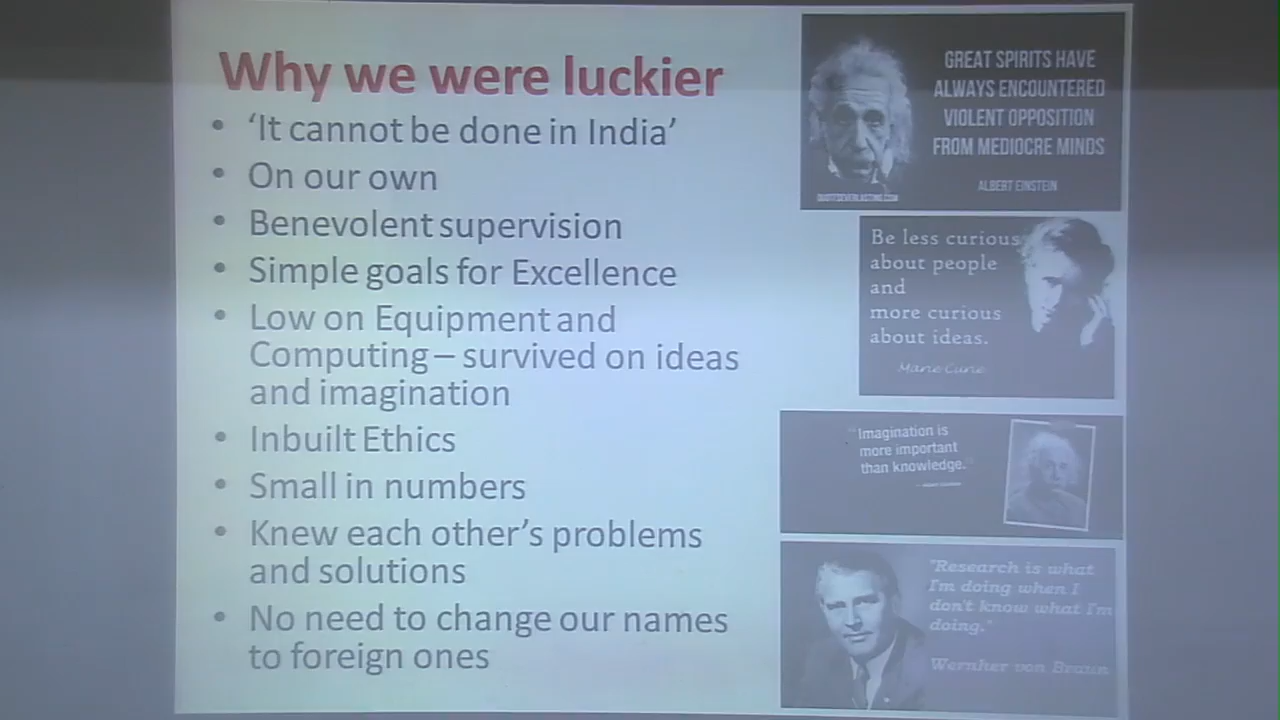 Why we were luckier
• ‘It cannot be done in India’
• On our own
• Benevolent supervision
• Simple goals for Excellence
• Low on Equipment and
Computing – survived on ideas
and imagination
• Inbuilt Ethics
• Small in numbers
• Knew each other’s problems
and solutions
• No need to change our names
to foreign ones
GREAT SPIRITS HAVE
ALWAYS ENCOUNTERED
VIOLENT OPPOSITION
FROM MEDIOCRE MINDS
ALBERT EINSTEIN
Be less curious
about people
and
more curious
about ideas.
Marie Curie
"Imagination is
more important
than knowledge."
"Research is what
I'm doing when I
don't know what I'm
doing."
Wernher von Braun